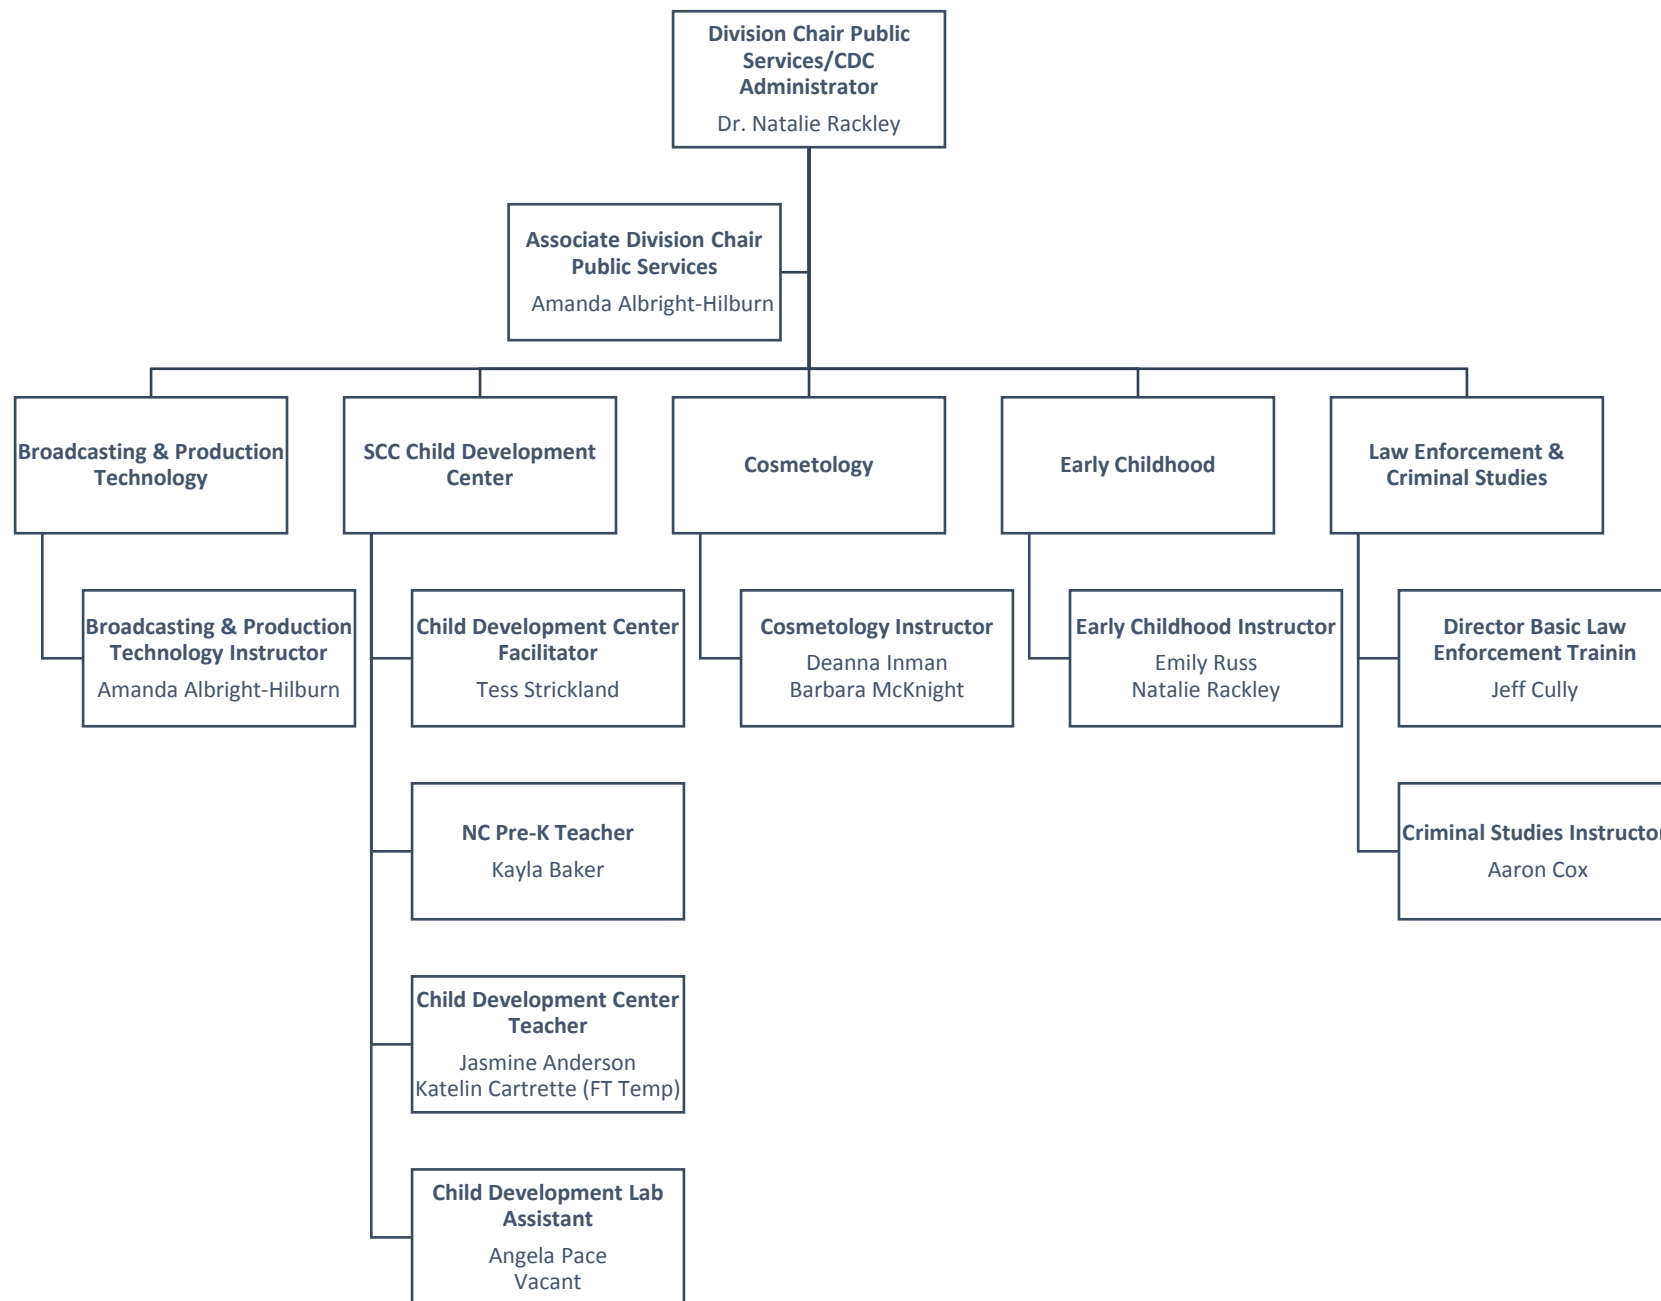 Division Chair Public
Services/CDC
Administrator
Dr. Natalie Rackley
Associate Division Chair
Public Services
Amanda Albright-Hilburn
Broadcasting & Production
Technology
SCC Child Development
Center
Cosmetology
Early Childhood
Law Enforcement &
Criminal Studies
Broadcasting & Production
Technology Instructor
Amanda Albright-Hilburn
Child Development Center
Facilitator
Tess Strickland
Cosmetology Instructor
Deanna Inman
Barbara McKnight
Early Childhood Instructor
Emily Russ
Natalie Rackley
Director Basic Law
Enforcement Trainin
Jeff Cully
NC Pre-K Teacher
Kayla Baker
Criminal Studies Instructor
Aaron Cox
Child Development Center
Teacher
Jasmine Anderson
Katelin Cartrette (FT Temp)
Child Development Lab
Assistant
Angela Pace
Vacant